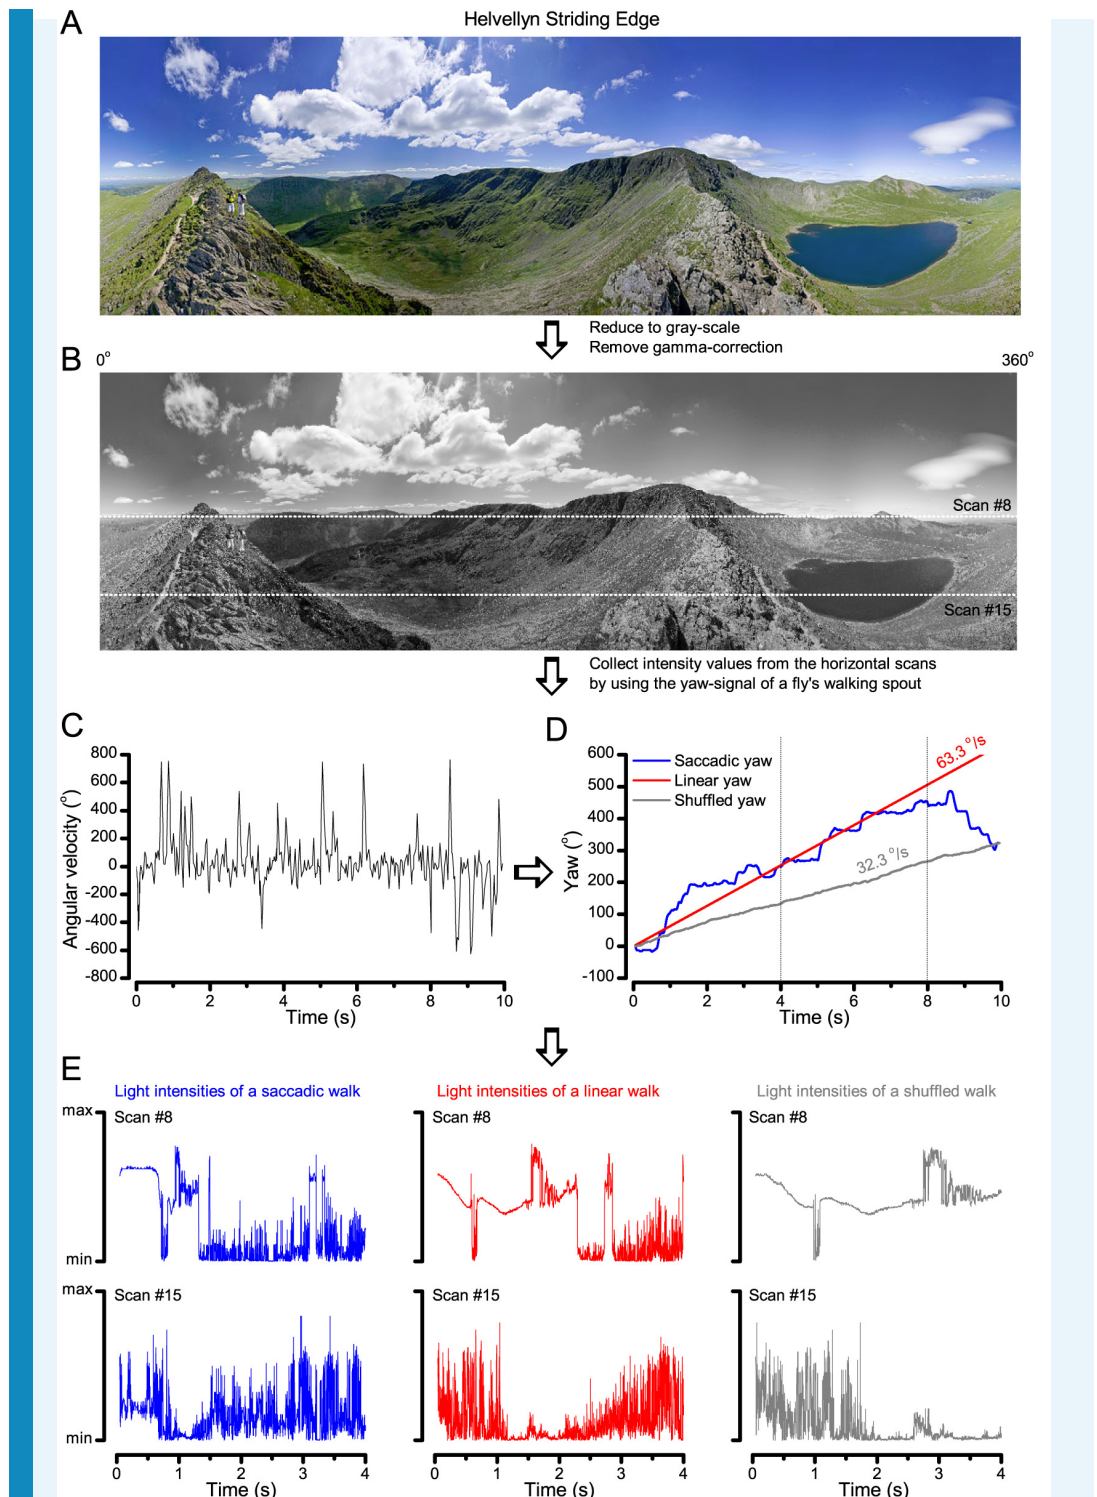 A
Helvellyn Striding Edge
Reduce to gray-scale
Remove gamma-correction
B
0°
360°
Scan #8
Scan #15
Collect intensity values from the horizontal scans
by using the yaw-signal of a fly's walking spout
C
800
600
400
200
0
-200
-400
-600
-800
Angular velocity (°)
0 2 4 6 8 10
Time (s)
D
600
500
400
300
200
100
0
-100
Yaw (°)
Saccadic yaw
Linear yaw
Shuffled yaw
63.3 °/s
32.3 °/s
0 2 4 6 8 10
Time (s)
E
Light intensities of a saccadic walk
Light intensities of a linear walk
Light intensities of a shuffled walk
max
Scan #8
Scan #8
Scan #8
min
max
Scan #15
Scan #15
Scan #15
min
0 1 2 3 4
0 1 2 3 4
0 1 2 3 4
Time (s)
Time (s)
Time (s)